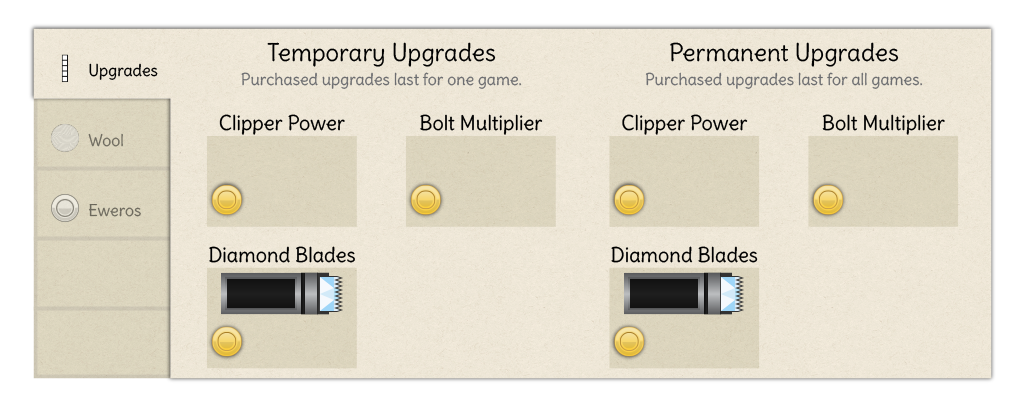 Upgrades
Wool
Eweros
Temporary Upgrades
Purchased upgrades last for one game.
Clipper Power
Bolt Multiplier
Diamond Blades
Permanent Upgrades
Purchased upgrades last for all games.
Clipper Power
Bolt Multiplier
Diamond Blades